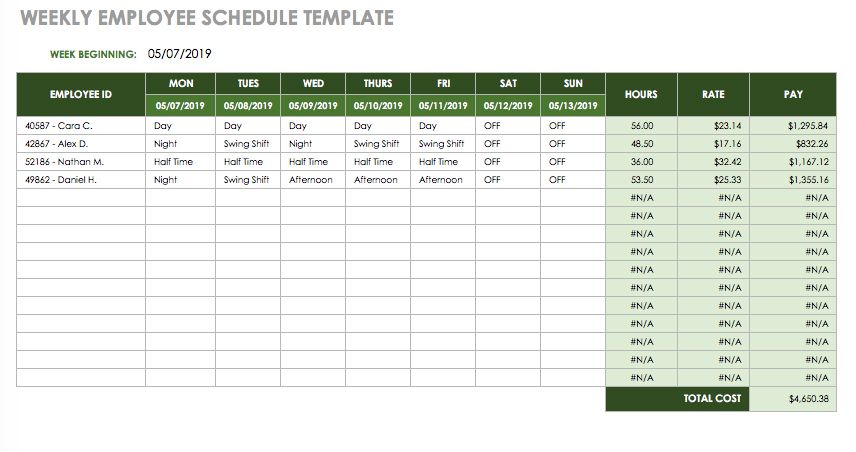 WEEKLY EMPLOYEE SCHEDULE TEMPLATE
WEEK BEGINNING: 05/07/2019
EMPLOYEE ID MON TUES WED THURS FRI SAT SUN HOURS RATE PAY
05/07/2019 05/08/2019 05/09/2019 05/10/2019 05/11/2019 05/12/2019 05/13/2019
40587 - Cara C. Day Day Day Day Day OFF OFF 56.00 $23.14 $1,295.84
42867 - Alex D. Night Swing Shift Night Swing Shift Swing Shift OFF OFF 48.50 $17.16 $832.26
52186 - Nathan M. Half Time Half Time Half Time Half Time Half Time OFF OFF 36.00 $32.42 $1,167.12
49862 - Daniel H. Night Swing Shift Afternoon Afternoon Afternoon OFF OFF 53.50 $25.33 $1,355.16
#N/A #N/A #N/A
#N/A #N/A #N/A
#N/A #N/A #N/A
#N/A #N/A #N/A
#N/A #N/A #N/A
#N/A #N/A #N/A
#N/A #N/A #N/A
#N/A #N/A #N/A
#N/A #N/A #N/A
#N/A #N/A #N/A
#N/A #N/A #N/A
TOTAL COST $4,650.38